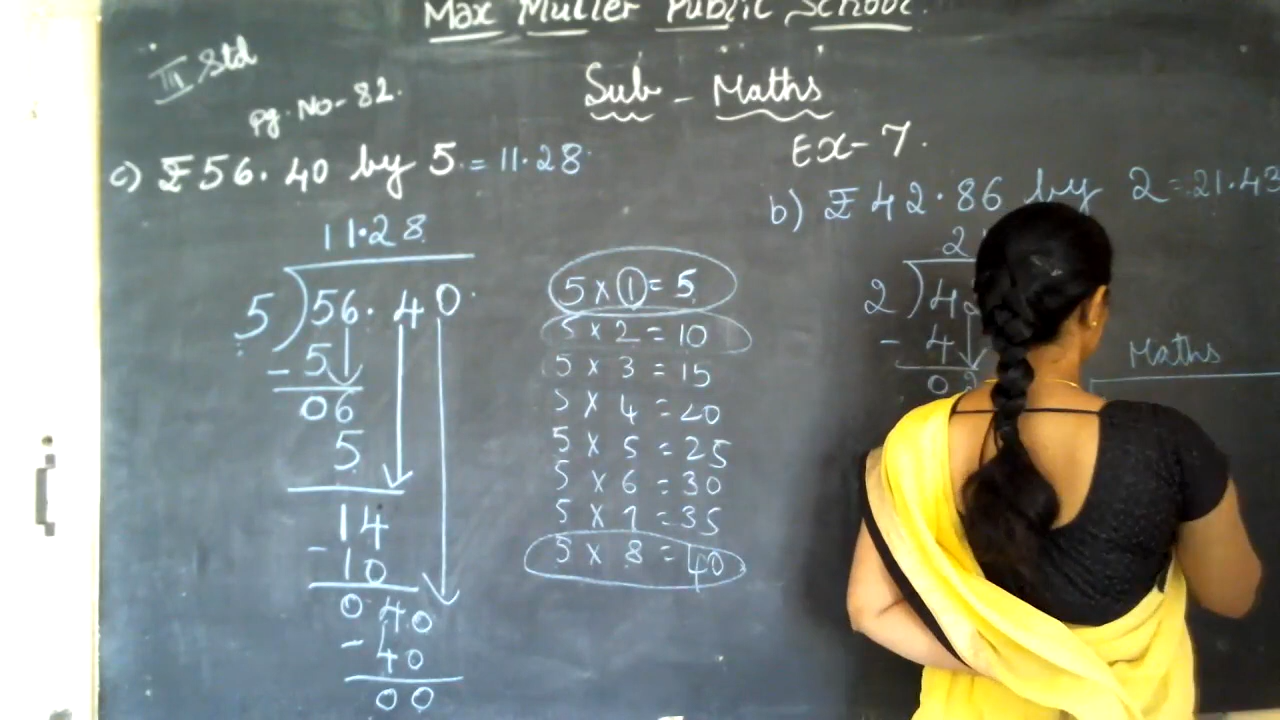 Max Muller Public School.
III Std
Sub - Maths
Pg. No - 82.
Ex - 7.
c) ₹56.40 by 5. = 11.28
11.28
5)56.40
- 5
06
5
14
- 10
040
- 40
00
5 × 1 = 5
5 × 2 = 10
5 × 3 = 15
5 × 4 = 20
5 × 5 = 25
5 × 6 = 30
5 × 7 = 35
5 × 8 = 40
b) ₹42.86 by 2 = 21.43
2
2)4
- 4
02
Maths